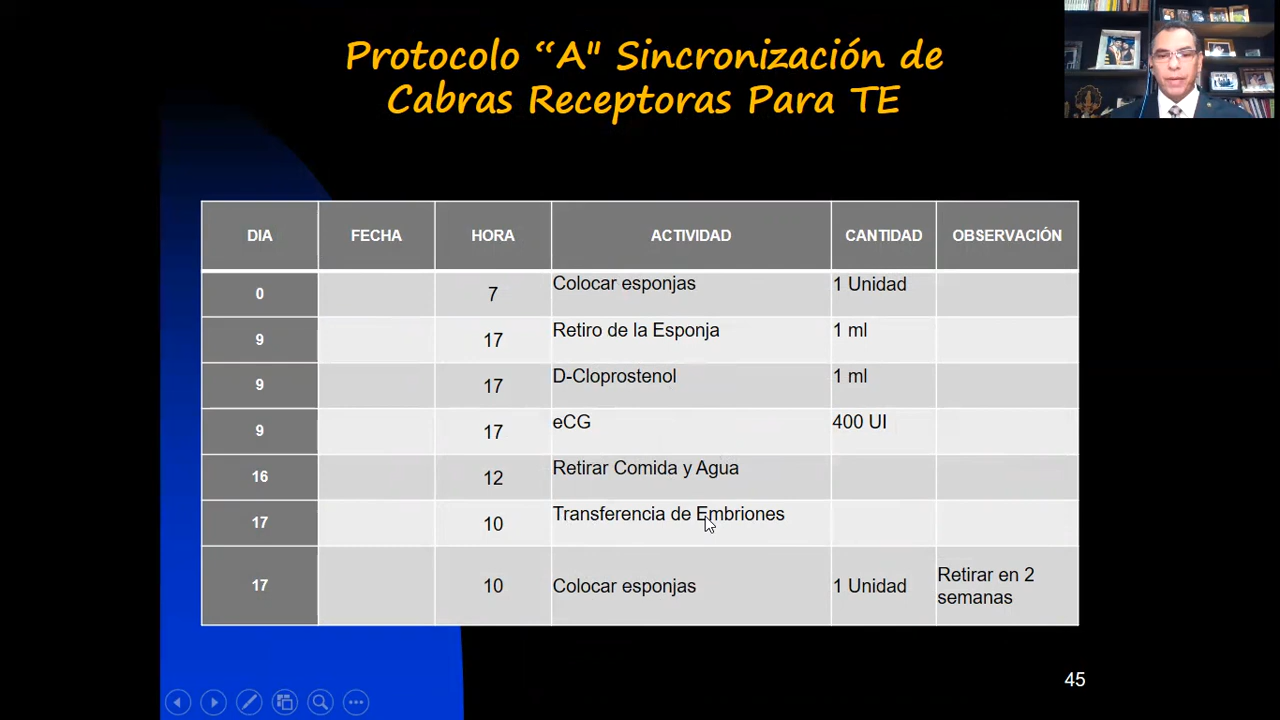 Protocolo “A" Sincronización de
Cabras Receptoras Para TE
DIA FECHA HORA ACTIVIDAD CANTIDAD OBSERVACIÓN
0 7 Colocar esponjas 1 Unidad
9 17 Retiro de la Esponja 1 ml
9 17 D-Cloprostenol 1 ml
9 17 eCG 400 UI
16 12 Retirar Comida y Agua
17 10 Transferencia de Embriones
17 10 Colocar esponjas 1 Unidad Retirar en 2
semanas
45